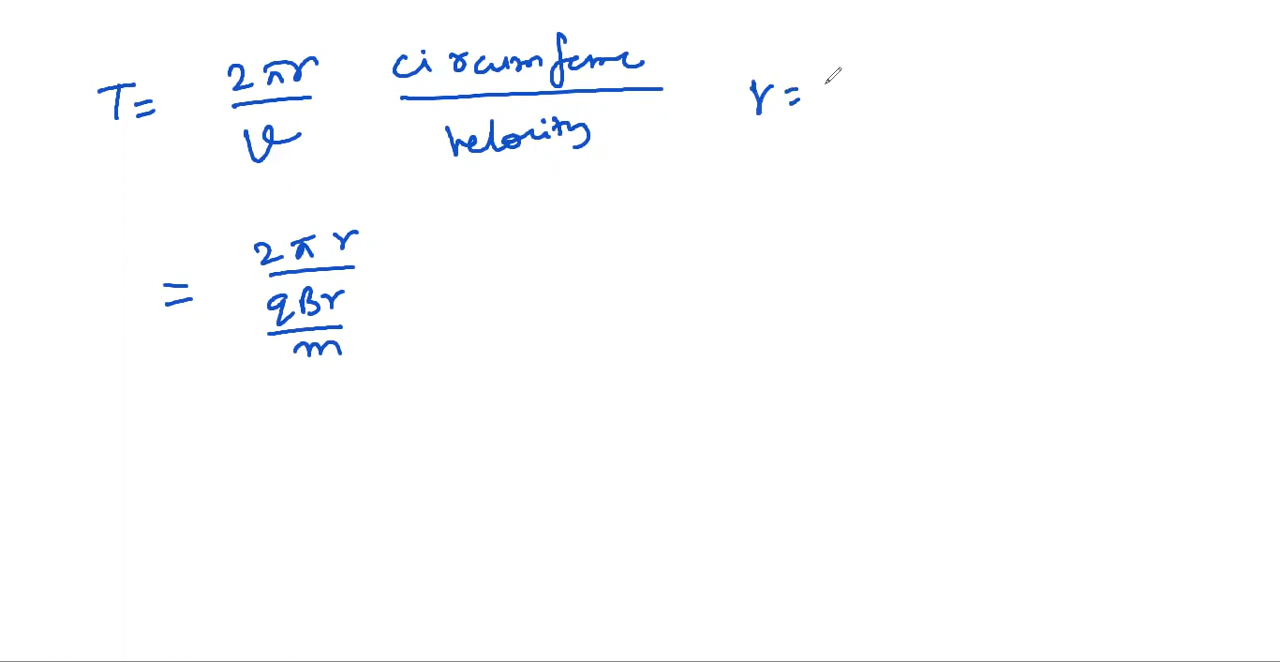 T = 2πr / v circumference / velocity r =
= 2πr / qBr / m